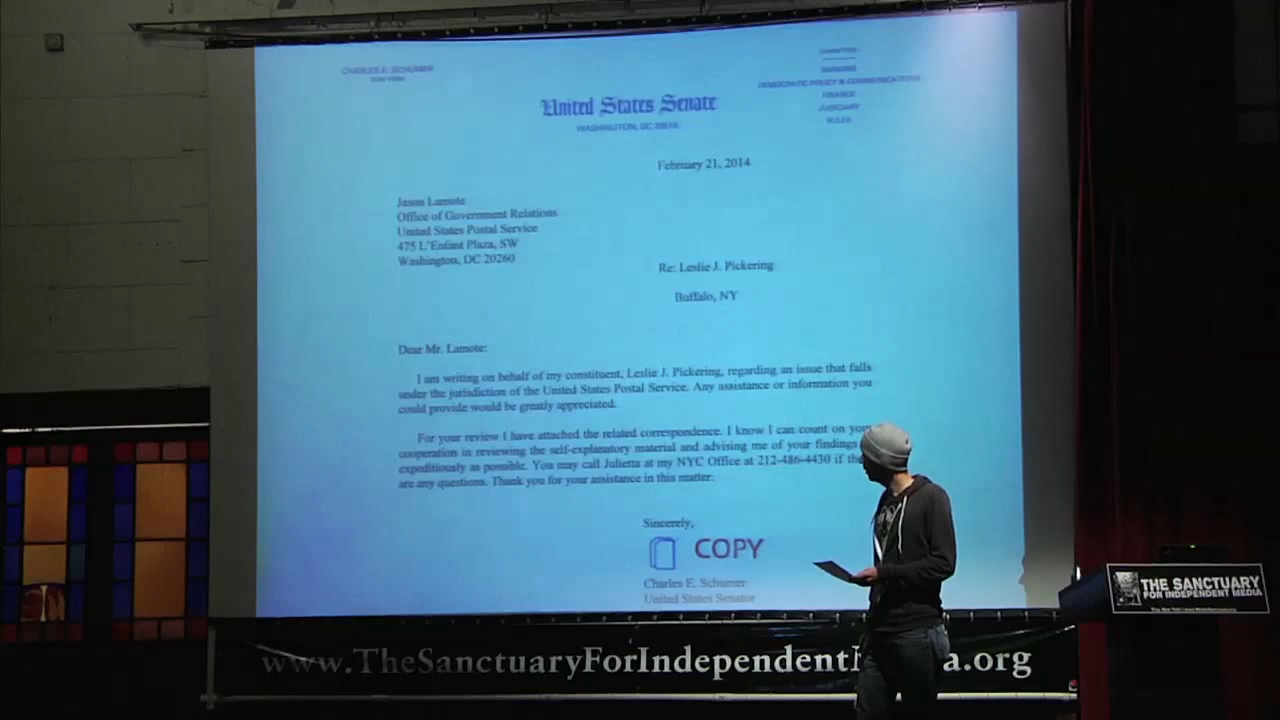 CHARLES E. SCHUMER
NEW YORK
COMMITTEES:
BANKING
DEMOCRATIC POLICY & COMMUNICATIONS
FINANCE
JUDICIARY
RULES
United States Senate
WASHINGTON, DC
February 21, 2014
Jason Lamote
Office of Government Relations
United States Postal Service
475 L'Enfant Plaza, SW
Washington, DC 20260
Re: Leslie J. Pickering
Buffalo, NY
Dear Mr. Lamote:
I am writing on behalf of my constituent, Leslie J. Pickering, regarding an issue that falls
under the jurisdiction of the United States Postal Service. Any assistance or information you
could provide would be greatly appreciated.
For your review I have attached the related correspondence. I know I can count on your
cooperation in reviewing the self-explanatory material and advising me of your findings
expeditiously as possible. You may call Julietta at my NYC Office at 212-486-4430 if
are any questions. Thank you for your assistance in this matter.
Sincerely,
COPY
Charles E. Schumer
United States Senator
THE SANCTUARY
FOR INDEPENDENT MEDIA
www.TheSanctuaryForIndependentM a.org